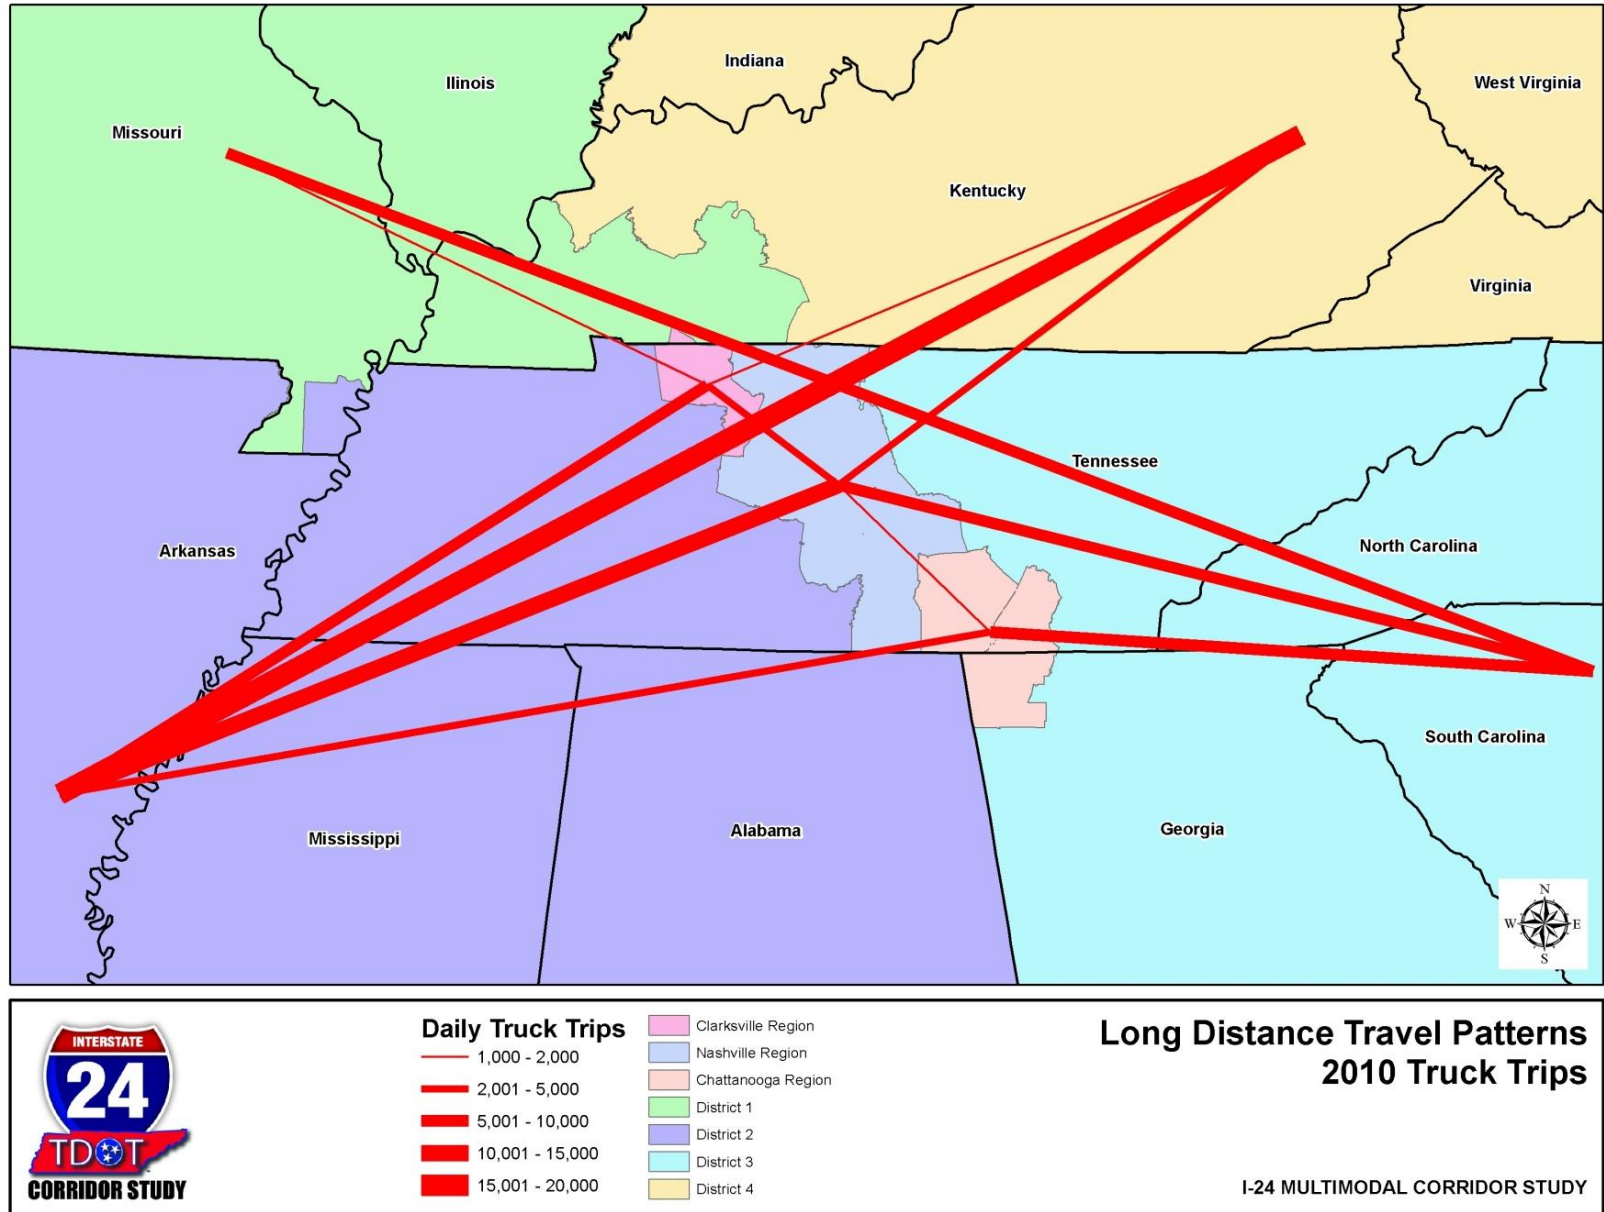 Indiana
West Virginia
Ilinois
Missouri
Kentucky
Virginia
Tennessee
Arkansas
North Carolina
South Carolina
Mississippi
Alabama
Georgia
N
W
E
S
INTERSTATE
24
TDOT
CORRIDOR STUDY
Daily Truck Trips
1,000 - 2,000
2,001 - 5,000
5,001 - 10,000
10,001 - 15,000
15,001 - 20,000
Clarksville Region
Nashville Region
Chattanooga Region
District 1
District 2
District 3
District 4
Long Distance Travel Patterns
2010 Truck Trips
I-24 MULTIMODAL CORRIDOR STUDY